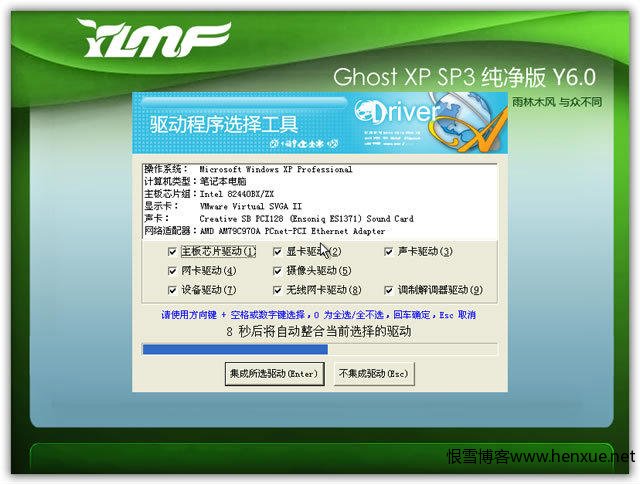 YLMF
Ghost XP SP3 纯净版 Y6.0
雨林木风 与众不同
驱动程序选择工具
Driver
操作系统: Microsoft Windows XP Professional
计算机类型: 笔记本电脑
主板芯片组: Intel 82440BX/ZX
显示卡: VMware Virtual SVGA II
声卡: Creative SB PCI128 (Ensoniq ES1371) Sound Card
网络适配器: AMD AM79C970A PCnet-PCI Ethernet Adapter
主板芯片驱动(1) 显卡驱动(2) 声卡驱动(3)
网卡驱动(4) 摄像头驱动(5)
设备驱动(7) 无线网卡驱动(8) 调制解调器驱动(9)
请使用方向键 + 空格或数字键选择,0 为全选/全不选,回车确定,Esc 取消
8 秒后将自动整合当前选择的驱动
集成所选驱动(Enter) 不集成驱动(Esc)
恨雪博客www.henxue.net